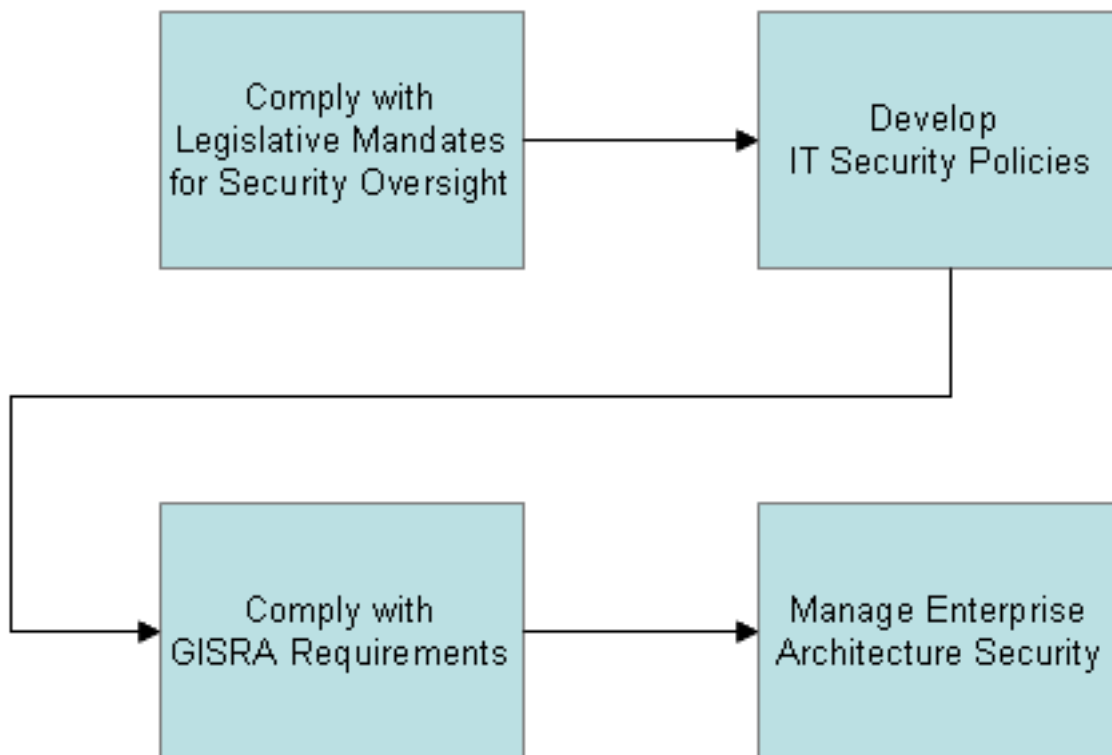 Comply with
Legislative Mandates
for Security Oversight
Develop
IT Security Policies
Comply with
GISRA Requirements
Manage Enterprise
Architecture Security